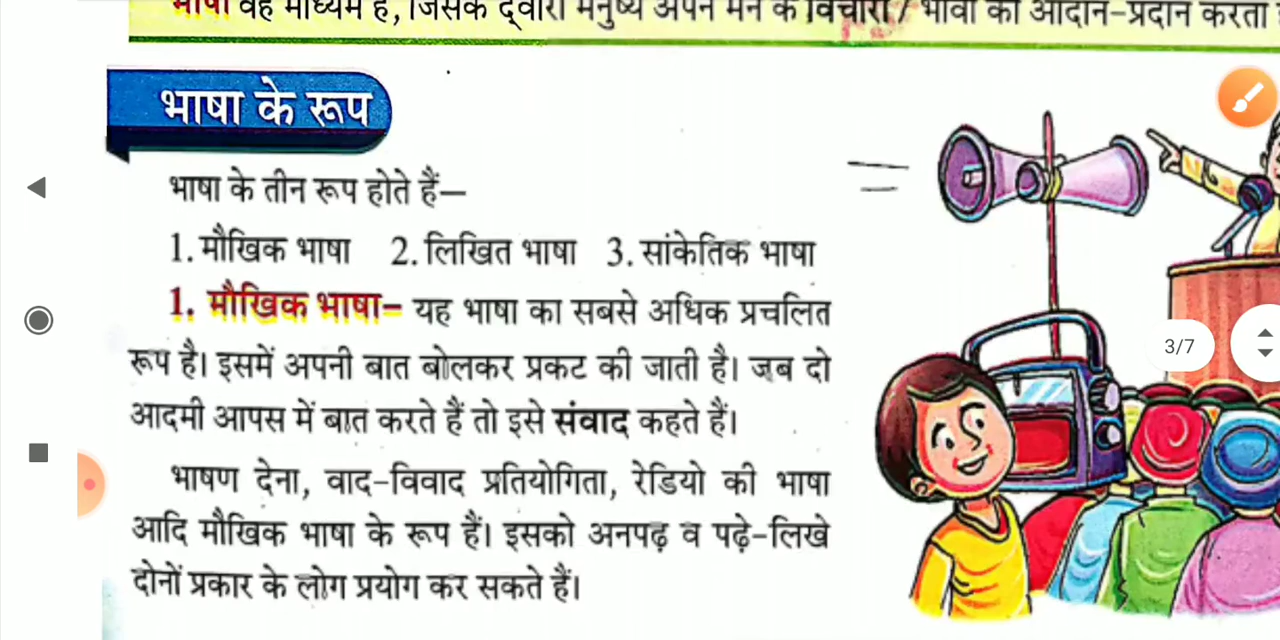 भाषा वह माध्यम है, जिसके द्वारा मनुष्य अपने मन के विचारों / भावों का आदान-प्रदान करता
भाषा के रूप
भाषा के तीन रूप होते हैं–
1. मौखिक भाषा 2. लिखित भाषा 3. सांकेतिक भाषा
1. मौखिक भाषा– यह भाषा का सबसे अधिक प्रचलित
रूप है। इसमें अपनी बात बोलकर प्रकट की जाती है। जब दो
आदमी आपस में बात करते हैं तो इसे संवाद कहते हैं।
भाषण देना, वाद-विवाद प्रतियोगिता, रेडियो की भाषा
आदि मौखिक भाषा के रूप हैं। इसको अनपढ़ व पढ़े-लिखे
दोनों प्रकार के लोग प्रयोग कर सकते हैं।
3/7